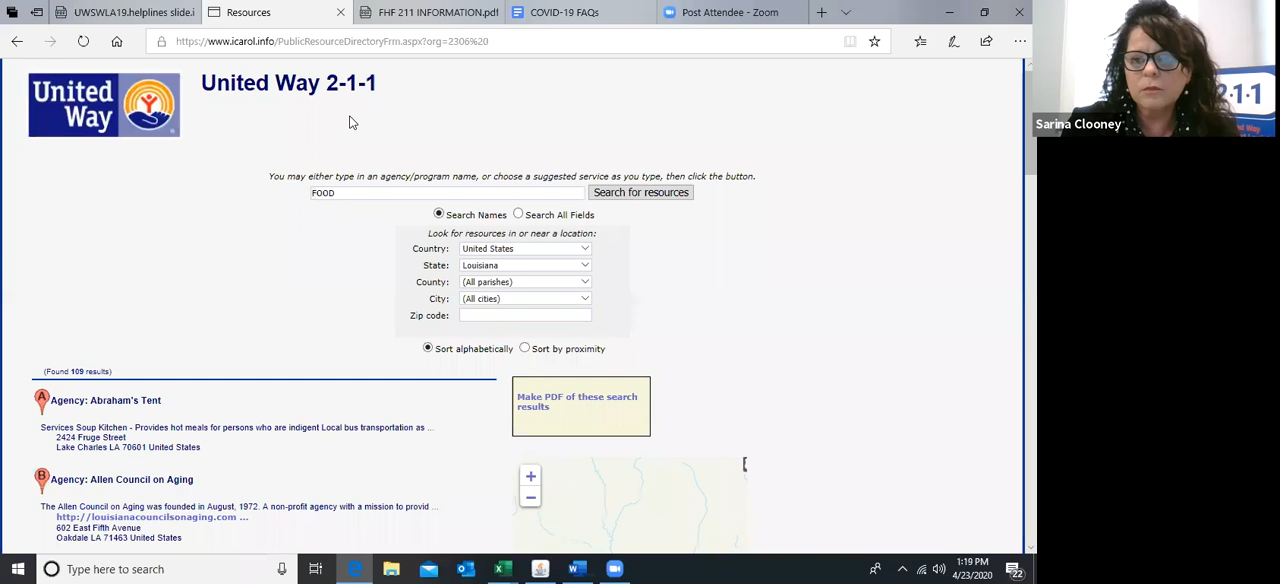 UWSWLA19.helplines slide.i
Resources
FHF 211 INFORMATION.pdf
COVID-19 FAQs
Post Attendee - Zoom
https://www.icarol.info/PublicResourceDirectoryFrm.aspx?org=2306%20
United Way
United Way 2-1-1
You may either type in an agency/program name, or choose a suggested service as you type, then click the button.
FOOD Search for resources
Search Names Search All Fields
Look for resources in or near a location:
Country: United States
State: Louisiana
County: (All parishes)
City: (All cities)
Zip code:
Sort alphabetically Sort by proximity
(Found 109 results)
A Agency: Abraham's Tent
Services Soup Kitchen - Provides hot meals for persons who are indigent Local bus transportation as ...
2424 Fruge Street
Lake Charles LA 70601 United States
B Agency: Allen Council on Aging
The Allen Council on Aging was founded in August, 1972. A non-profit agency with a mission to provid ...
http://louisianacouncilsonaging.com ...
602 East Fifth Avenue
Oakdale LA 71463 United States
Make PDF of these search
results
+
−
2-1-1
Sarina Clooney
Type here to search
1:19 PM
4/23/2020
22